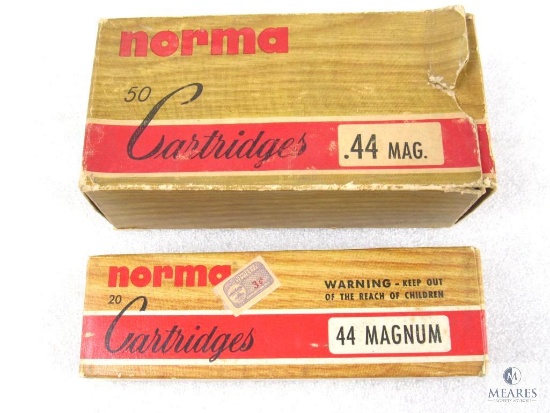 norma
50 Cartridges .44 MAG.
norma
3¢
WARNING - KEEP OUT
OF THE REACH OF CHILDREN
20 Cartridges 44 MAGNUM
M
MEARES